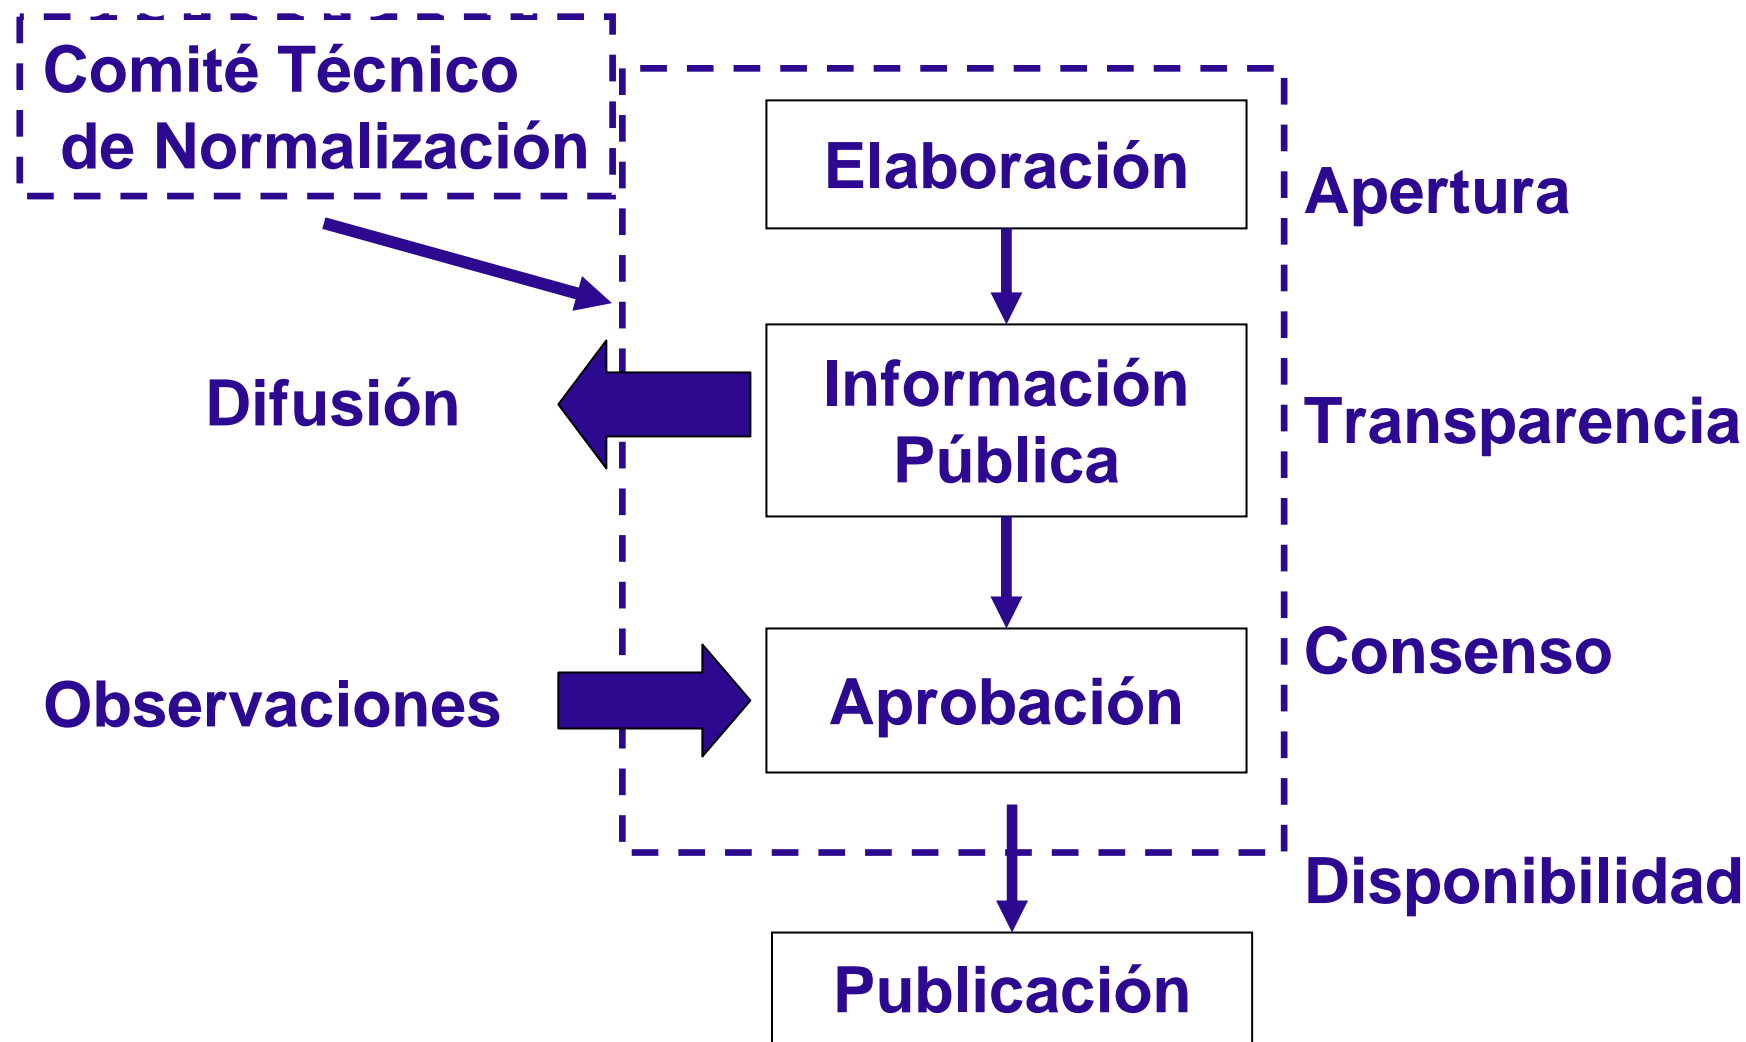 Comité Técnico
de Normalización
Elaboración
Apertura
Información
Pública
Difusión
Transparencia
Aprobación
Observaciones
Consenso
Disponibilidad
Publicación